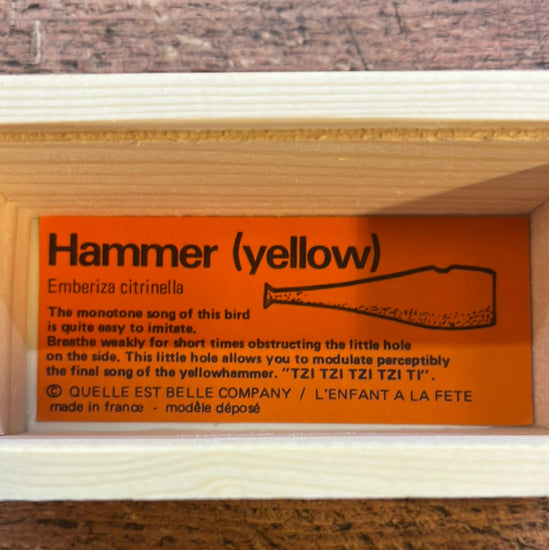 Hammer (yellow)
Emberiza citrinella
The monotone song of this bird
is quite easy to imitate.
Breathe weakly for short times obstructing the little hole
on the side. This little hole allows you to modulate perceptibly
the final song of the yellowhammer. "TZI TZI TZI TZI TI".
© QUELLE EST BELLE COMPANY / L'ENFANT A LA FETE
made in france - modèle déposé